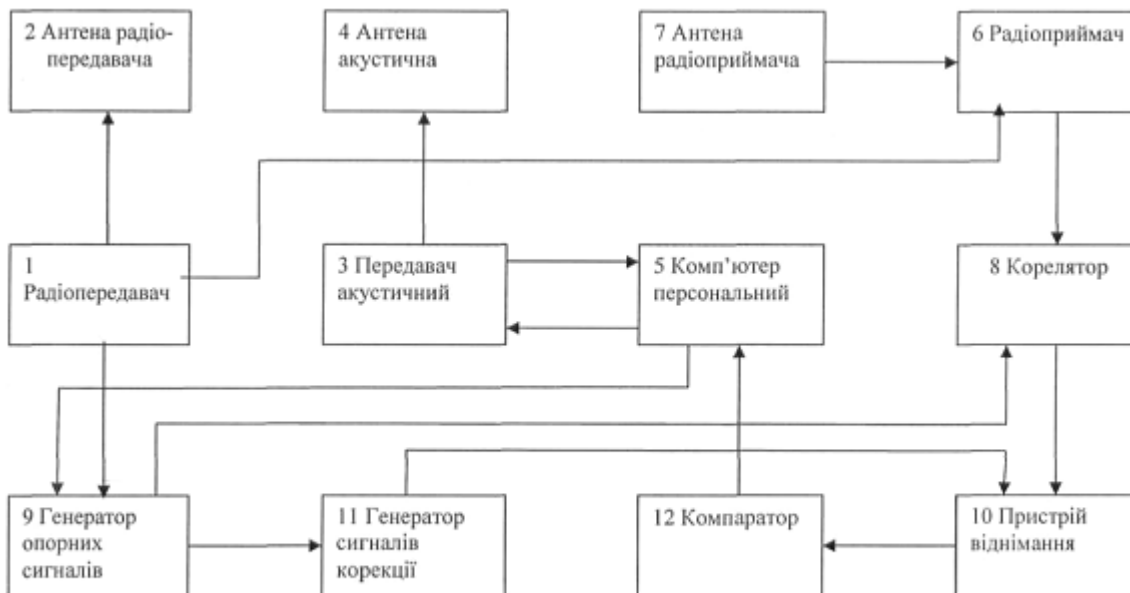 2 Антена радіо-
передавача
4 Антена
акустична
7 Антена
радіоприймача
6 Радіоприймач
1
Радіопередавач
3 Передавач
акустичний
5 Комп’ютер
персональний
8 Корелятор
9 Генератор
опорних
сигналів
11 Генератор
сигналів
корекції
12 Компаратор
10 Пристрій
віднімання